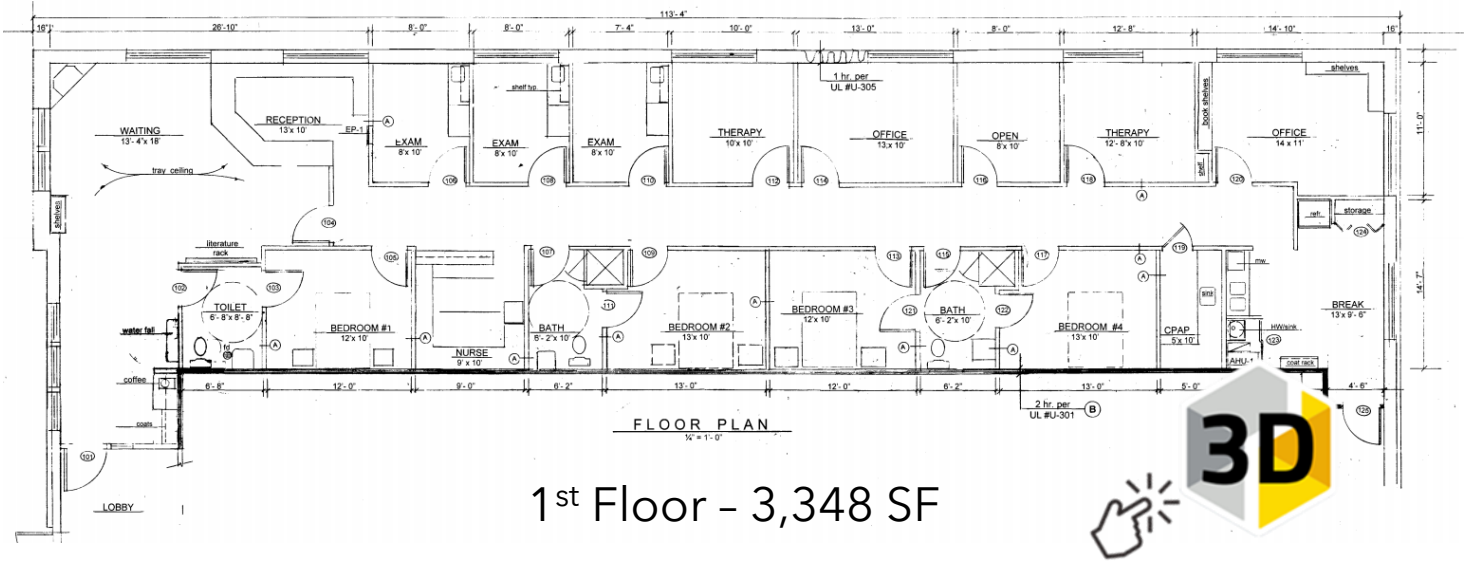 113'-4"
16" 26'-10" 8'-0" 8'-0" 7'-4" 10'-0" 13'-0" 8'-0" 12'-8" 14'-10" 16"
shelves
1 hr. per
UL #U-305
shelf typ.
book shelves
11'-0"
RECEPTION
13'x 10'
EP-1
A
WAITING
13'-4"x 18'
EXAM
8'x 10'
EXAM
8'x 10'
EXAM
8'x 10'
THERAPY
10'x 10'
OFFICE
13'x 10'
OPEN
8'x 10'
THERAPY
12'-8"x 10'
OFFICE
14 x 11'
shelf
tray ceiling
106 108 110 112 114 116 118 120
A
shelves
104
refr.
storage
124
literature
rack
105 107 109 113 115 117 119
A
A
mw
102 103
111
121 122
sink
14'-7"
TOILET
6'-8"x 8'-8"
BEDROOM #1
12'x 10'
BATH
6'-2"x 10'
A
BEDROOM #2
13'x 10'
BEDROOM #3
12'x 10'
BATH
6'-2"x 10'
BEDROOM #4
13'x 10'
CPAP
5'x 10'
BREAK
13'x 9'-6"
water fall
HW/sink
123
fd
A
NURSE
9'x 10'
A
A
A
AHU-1
coat rack
coffee
6'-8" 12'-0" 9'-0" 6'-2" 13'-0" 12'-0" 6'-2" 13'-0" 5'-0" 4'-6"
coats
2 hr. per
UL #U-301
B
125
FLOOR PLAN
¼" = 1'-0"
101
LOBBY
1st Floor – 3,348 SF
3D